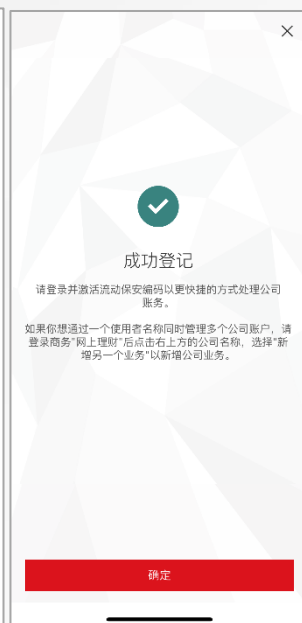 成功登记
请登录并激活流动保安编码以更快捷的方式处理公司
账务。
如果你想通过一个使用者名称同时管理多个公司账户，请
登录商务"网上理财"后点击右上方的公司名称，选择"新
增另一个业务"以新增公司业务。
确定